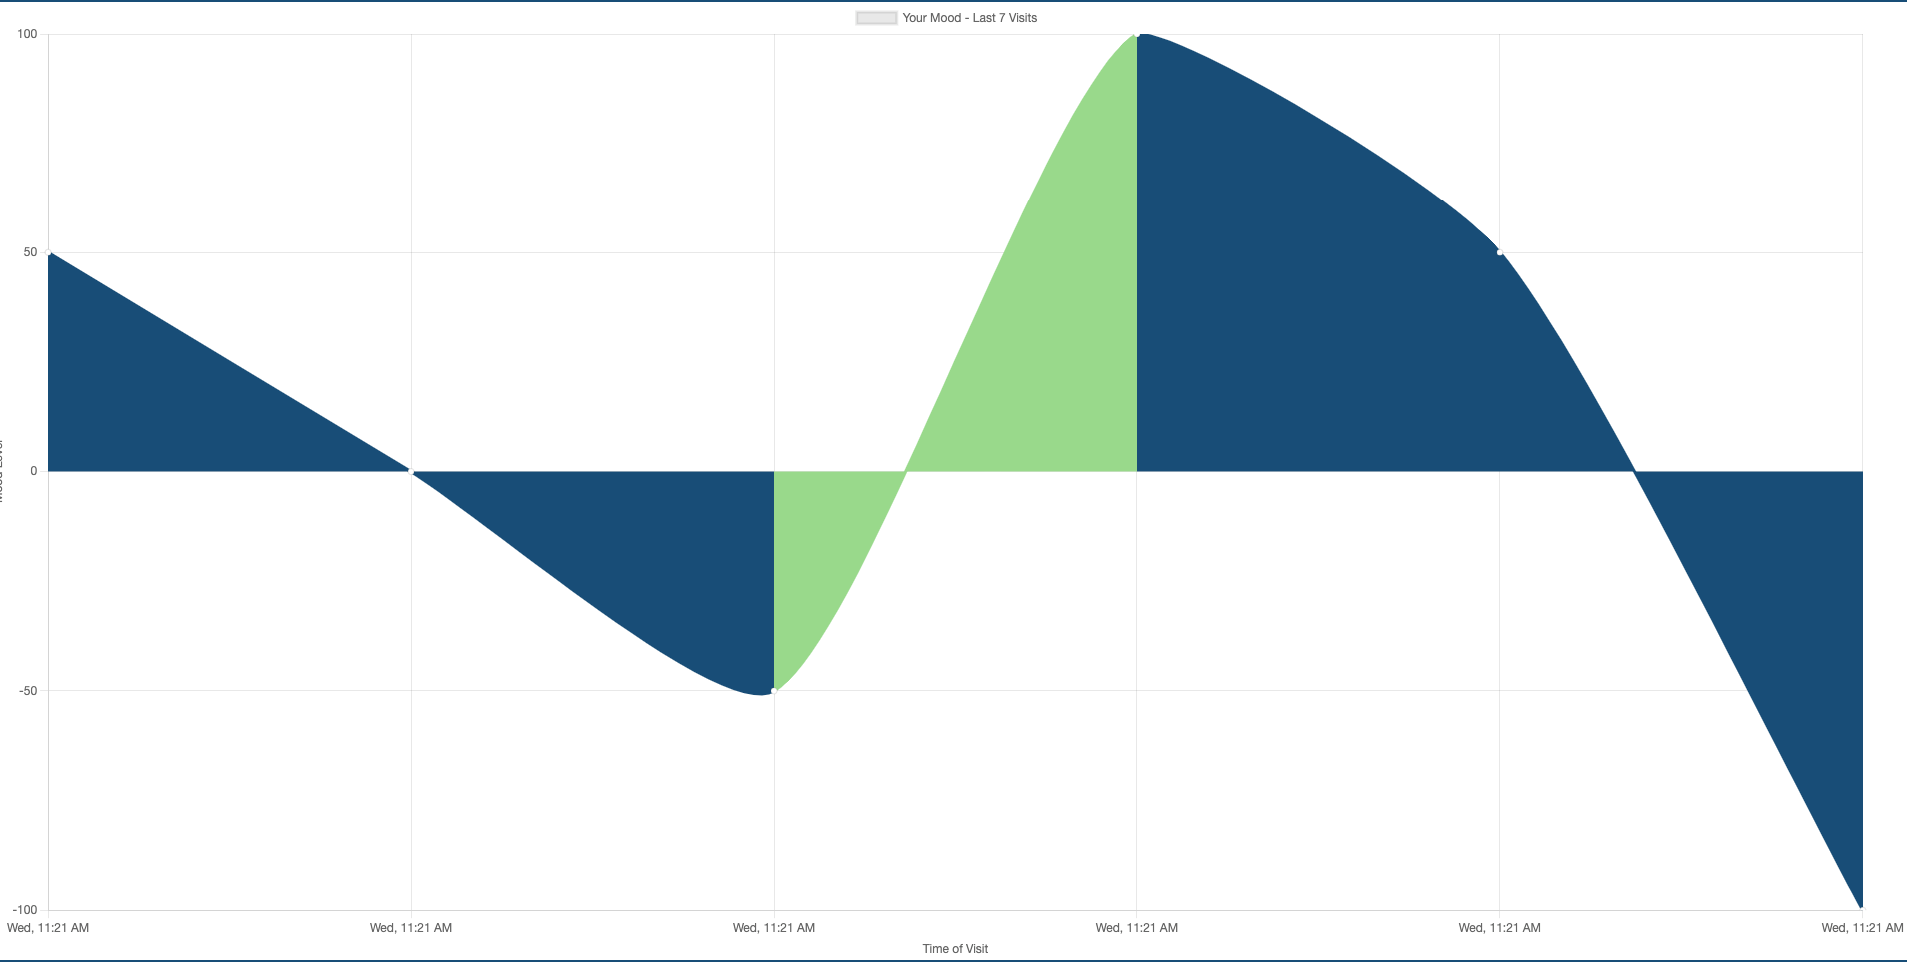 Your Mood - Last 7 Visits
100
50
0
-50
-100
Wed, 11:21 AM Wed, 11:21 AM Wed, 11:21 AM Wed, 11:21 AM Wed, 11:21 AM Wed, 11:21 AM
Time of Visit